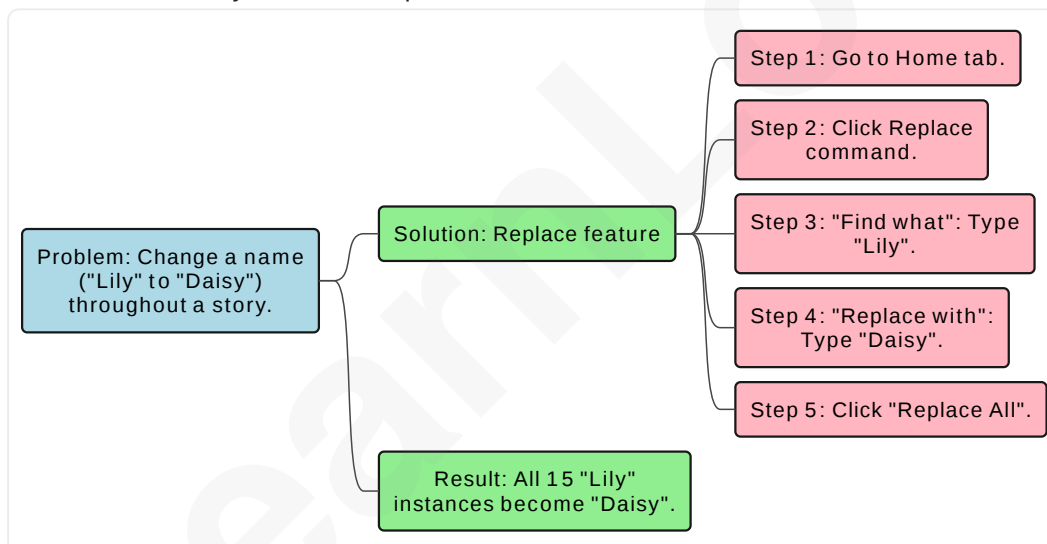 Step 1: Go to Home tab.
Step 2: Click Replace
command.
Step 3: "Find what": Type
"Lily".
Solution: Replace feature
Problem: Change a name
("Lily" to "Daisy")
throughout a story.
Step 4: "Replace with":
Type "Daisy".
Step 5: Click "Replace All".
Result: All 15 "Lily"
instances become "Daisy".